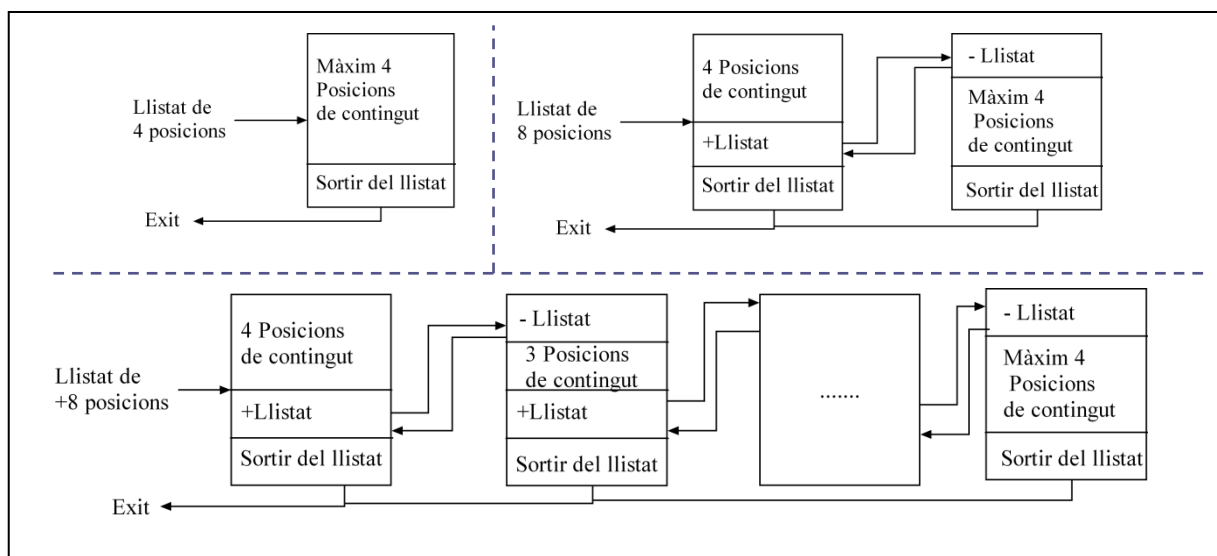 Llistat de
4 posicions
Màxim 4
Posicions
de contingut
Sortir del llistat
Exit
Llistat de
8 posicions
4 Posicions
de contingut
+Llistat
Sortir del llistat
- Llistat
Màxim 4
Posicions
de contingut
Sortir del llistat
Exit
Llistat de
+8 posicions
4 Posicions
de contingut
+Llistat
Sortir del llistat
- Llistat
3 Posicions
de contingut
+Llistat
Sortir del llistat
.......
- Llistat
Màxim 4
Posicions
de contingut
Sortir del llistat
Exit